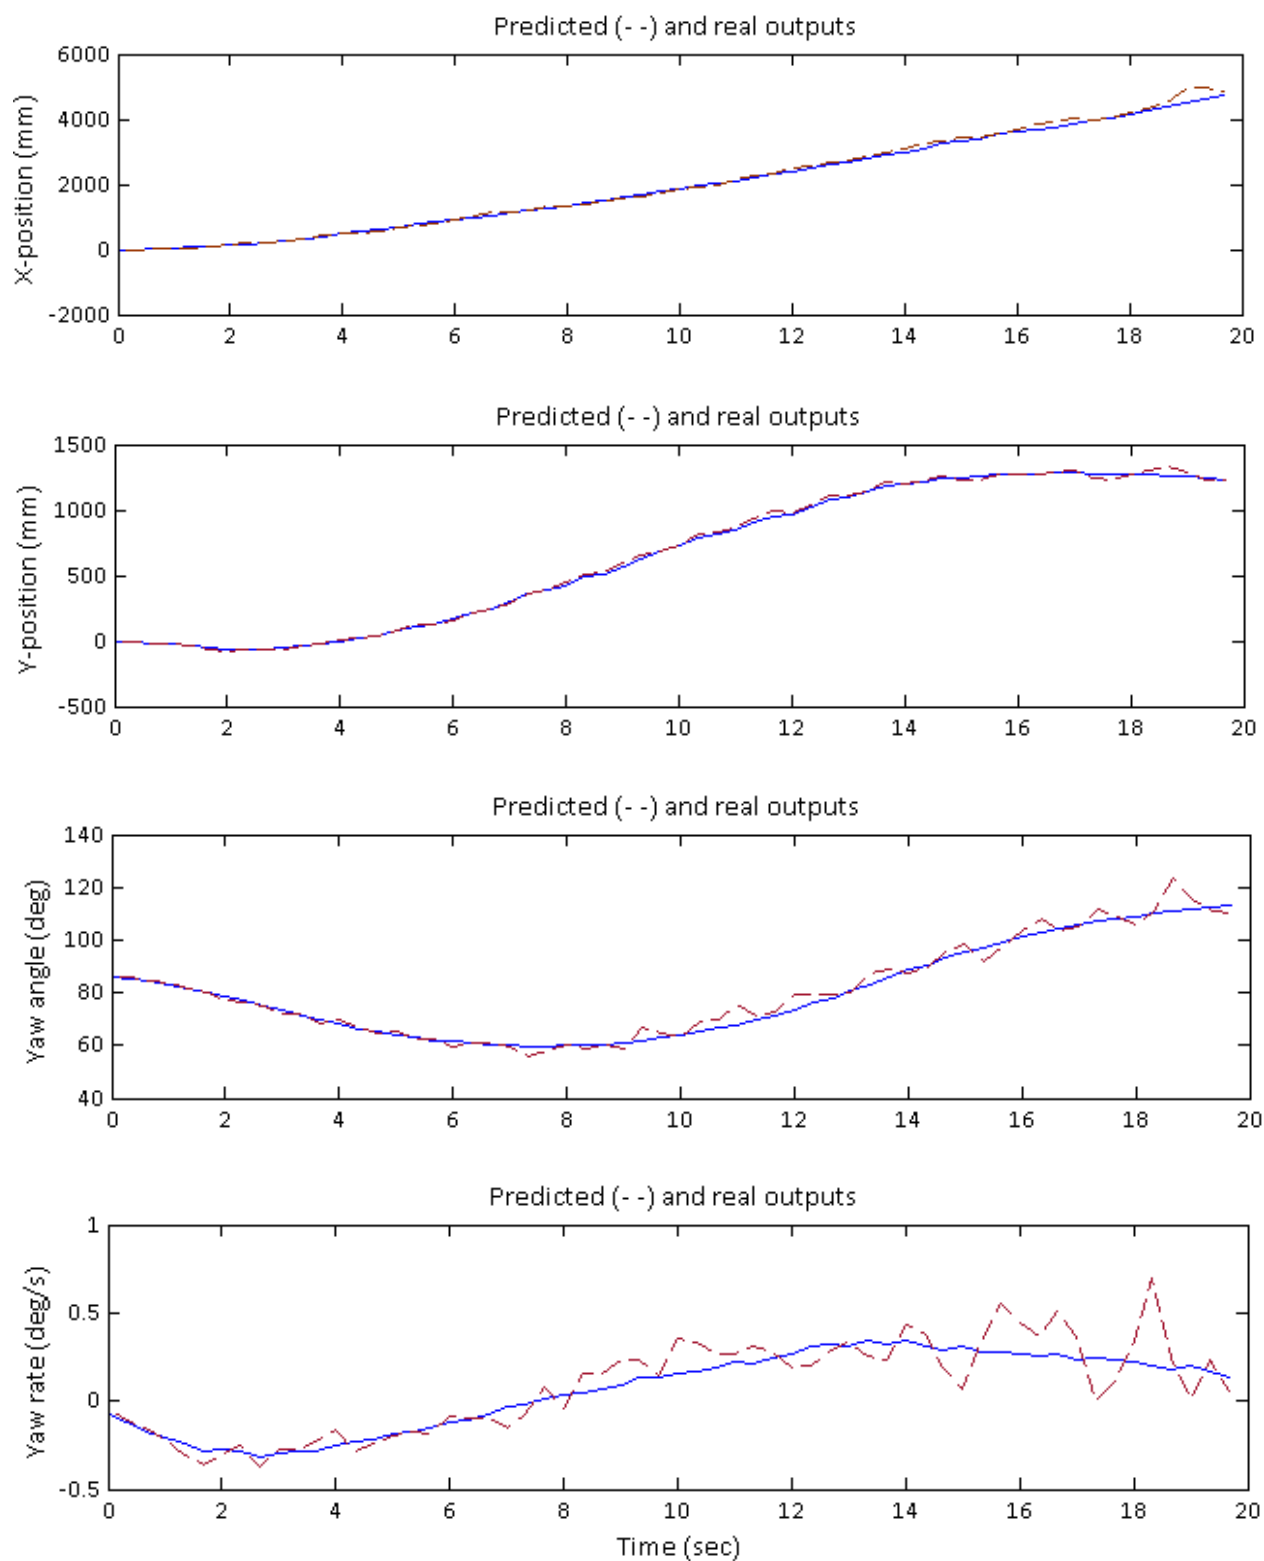 Predicted (- -) and real outputs
X-position (mm)
6000
4000
2000
0
-2000
0 2 4 6 8 10 12 14 16 18 20
Predicted (- -) and real outputs
Y-position (mm)
1500
1000
500
0
-500
0 2 4 6 8 10 12 14 16 18 20
Predicted (- -) and real outputs
Yaw angle (deg)
140
120
100
80
60
40
0 2 4 6 8 10 12 14 16 18 20
Predicted (- -) and real outputs
Yaw rate (deg/s)
1
0.5
0
-0.5
0 2 4 6 8 10 12 14 16 18 20
Time (sec)